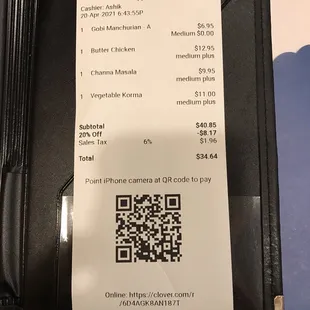 Cashier: Ashik
20-Apr-2021 6:43:55P
1 Gobi Manchurian - A $6.95
Medium $0.00
1 Butter Chicken $12.95
medium plus
1 Channa Masala $9.95
medium plus
1 Vegetable Korma $11.00
medium plus
Subtotal $40.85
20% Off -$8.17
Sales Tax 6% $1.96
Total $34.64
Point iPhone camera at QR code to pay
Online: https://clover.com/r
/6D4AGK8AN187T